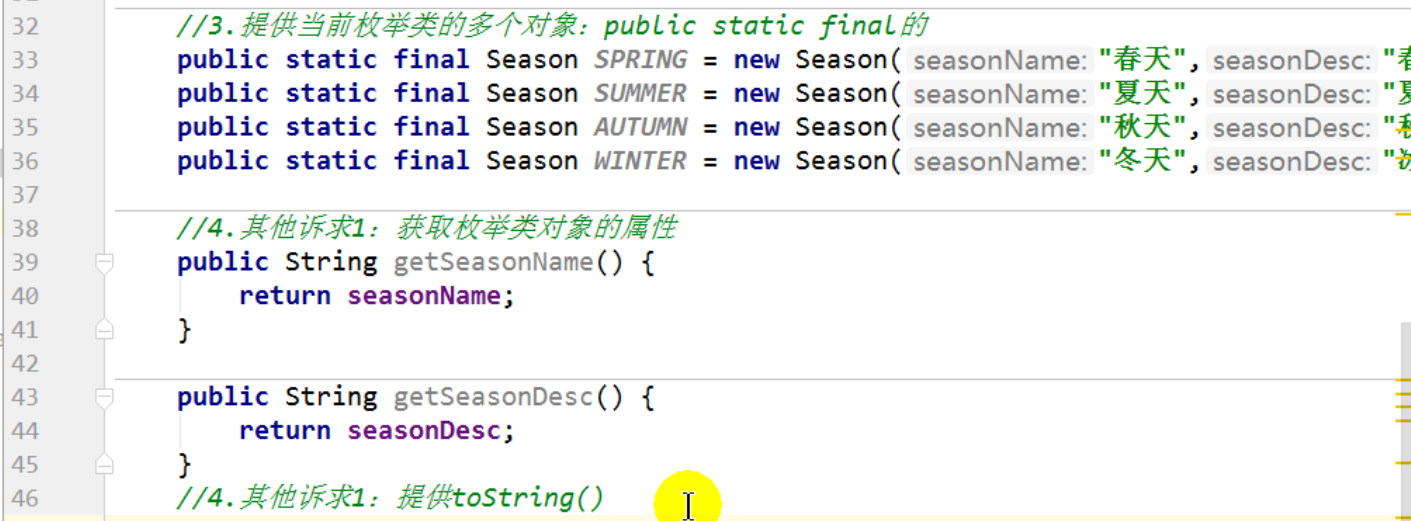 32 //3.提供当前枚举类的多个对象：public static final的
33 public static final Season SPRING = new Season( seasonName: "春天", seasonDesc: "春
34 public static final Season SUMMER = new Season( seasonName: "夏天", seasonDesc: "夏
35 public static final Season AUTUMN = new Season( seasonName: "秋天", seasonDesc: "秋
36 public static final Season WINTER = new Season( seasonName: "冬天", seasonDesc: "冰
37
38 //4.其他诉求1：获取枚举类对象的属性
39 public String getSeasonName() {
40 return seasonName;
41 }
42
43 public String getSeasonDesc() {
44 return seasonDesc;
45 }
46 //4.其他诉求1：提供toString()